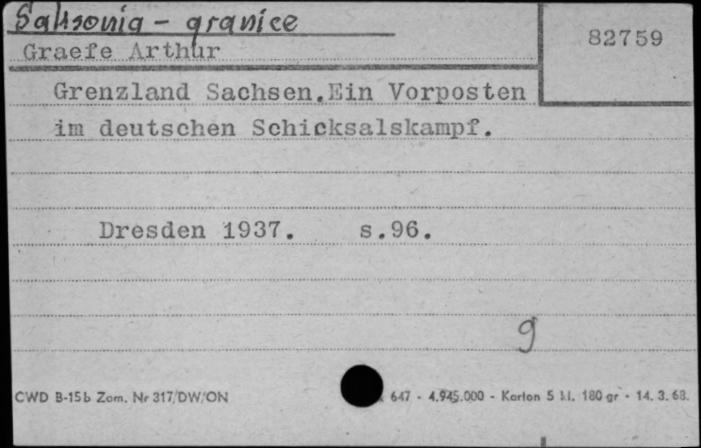 Saksonia - granice
82759
Graefe Arthur
Grenzland Sachsen.Ein Vorposten
im deutschen Schicksalskampf.
Dresden 1937. s.96.
g
CWD B-15b Zam. Nr 317/DW/ON 647 - 4.945.000 - Karton 5 kl. 180 gr - 14. 3. 68.